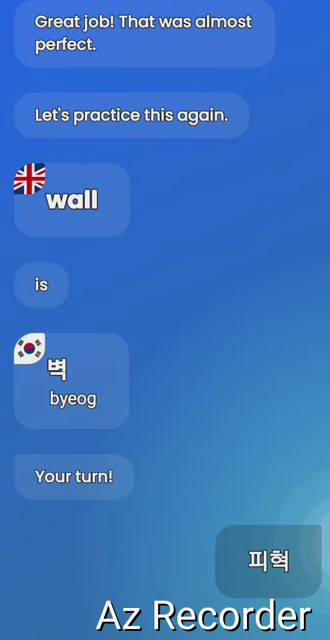 Great job! That was almost
perfect.
Let's practice this again.
wall
is
벽
byeog
Your turn!
피혁
Az Recorder